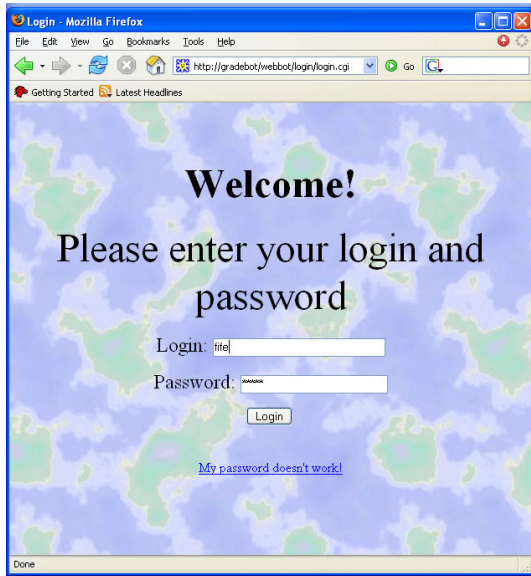 Login - Mozilla Firefox
File Edit View Go Bookmarks Tools Help
http://gradebot/webbot/login/login.cgi Go G
Getting Started Latest Headlines
Welcome!
Please enter your login and
password
Login: fife
Password: *****
Login
My password doesn't work!
Done